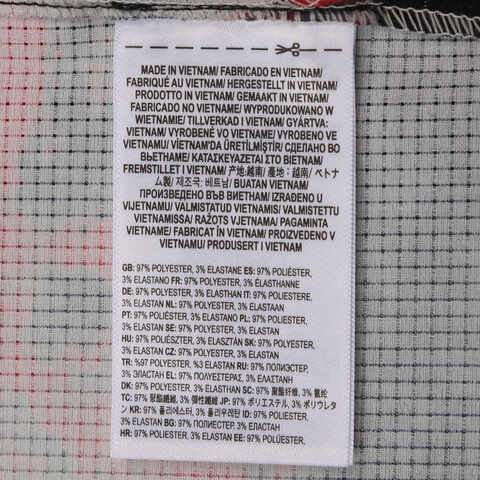 MADE IN VIETNAM/ FABRICADO EN VIETNAM/
FABRIQUÉ AU VIETNAM/ HERGESTELLT IN VIETNAM/
PRODOTTO IN VIETNAM/ GEMAAKT IN VIETNAM/
FABRICADO NO VIETNAME/ WYPRODUKOWANO W
WIETNAMIE/ TILLVERKAD I VIETNAM/ GYÁRTVA:
VIETNAM/ VYROBENÉ VO VIETNAM/ VYROBENO VE
VIETNAMU/ VİETNAM'DA ÜRETİLMİŞTİR/ СДЕЛАНО ВО
ВЬЕТНАМЕ/ ΚΑΤΑΣΚΕΥΑΖΕΤΑΙ ΣΤΟ ΒΙΕΤΝΑΜ/
FREMSTILLET I VIETNAM/ 产地:越南/ 產地：越南/ ベトナ
ム製/ 제조국: 베트남/ BUATAN VIETNAM/
ПРОИЗВЕДЕНО ВЪВ ВИЕТНАМ/ IZRAĐENO U
VIJETNAMU/ VALMISTATUD VIETNAMIS/ VALMISTETTU
VIETNAMISSA/ RAŽOTS VJETNAMA/ PAGAMINTA
VIETNAME/ FABRICAT ÎN VIETNAM/ PROIZVEDENO V
VIETNAMU/ PRODUSERT I VIETNAM
GB: 97% POLYESTER, 3% ELASTANE ES: 97% POLIÉSTER,
3% ELASTANO FR: 97% POLYESTER, 3% ÉLASTHANNE
DE: 97% POLYESTER, 3% ELASTHAN IT: 97% POLIESTERE,
3% ELASTAN NL: 97% POLYESTER, 3% ELASTAAN
PT: 97% POLIÉSTER, 3% ELASTANO PL: 97% POLIESTER,
3% ELASTAN SE: 97% POLYESTER, 3% ELASTAN
HU: 97% POLIÉSZTER, 3% ELASZTÁN SK: 97% POLYESTER,
3% ELASTAN CZ: 97% POLYESTER, 3% ELASTAN
TR: %97 POLYESTER, %3 ELASTAN RU: 97% ПОЛИЭСТЕР,
3% ЭЛАСТАН EL: 97% ΠΟΛΥΕΣΤΕΡΑΣ, 3% ΕΛΑΣΤΑΝΗ
DK: 97% POLYESTER, 3% ELASTHAN SC: 97% 聚酯纤维, 3% 氨纶
TC: 97% 聚酯纖維, 3% 彈性纖維 JP: 97% ポリエステル, 3% ポリウレタ
ン KR: 97% 폴리에스터, 3% 폴리우레탄 ID: 97% POLIESTER,
3% ELASTAN BG: 97% ПОЛИЕСТЕР, 3% ЕЛАСТАН
HR: 97% POLIESTER, 3% ELASTAN EE: 97% POLÜESTER,